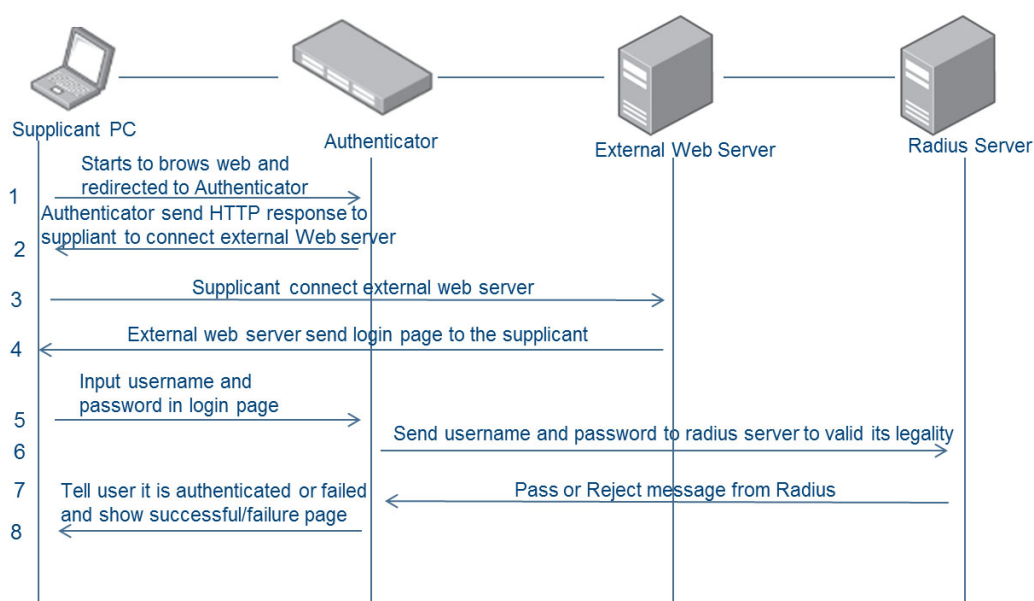 Supplicant PC
Authenticator
External Web Server
Radius Server
Starts to brows web and
redirected to Authenticator
1
Authenticator send HTTP response to
suppliant to connect external Web server
2
Supplicant connect external web server
3
External web server send login page to the supplicant
4
Input username and
password in login page
5
Send username and password to radius server to valid its legality
6
7
Tell user it is authenticated or failed
and show successful/failure page
Pass or Reject message from Radius
8